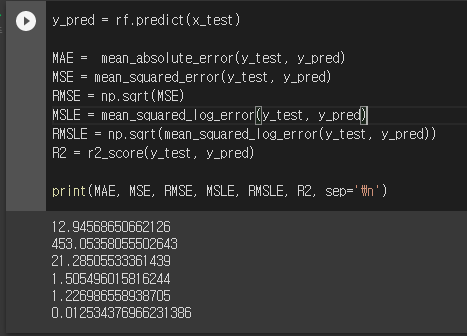 y_pred = rf.predict(x_test)
MAE =  mean_absolute_error(y_test, y_pred)
MSE = mean_squared_error(y_test, y_pred)
RMSE = np.sqrt(MSE)
MSLE = mean_squared_log_error(y_test, y_pred)
RMSLE = np.sqrt(mean_squared_log_error(y_test, y_pred))
R2 = r2_score(y_test, y_pred)
print(MAE, MSE, RMSE, MSLE, RMSLE, R2, sep='₩n')
12.94568650662126
453.05358055502643
21.28505533361439
1.505496015816244
1.226986558938705
0.012534376966231386